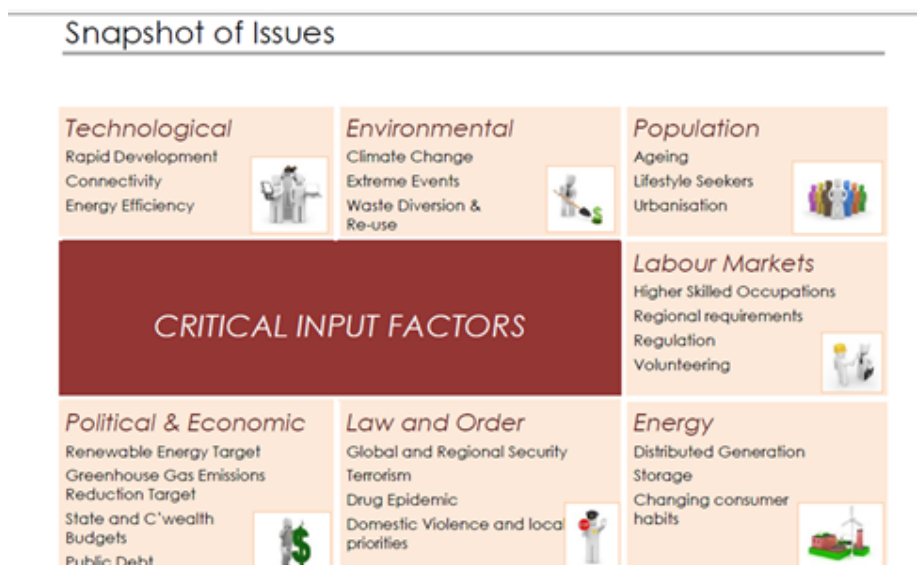 Snapshot of Issues
Technological
Rapid Development
Connectivity
Energy Efficiency
Environmental
Climate Change
Extreme Events
Waste Diversion &
Re-use
Population
Ageing
Lifestyle Seekers
Urbanisation
CRITICAL INPUT FACTORS
Labour Markets
Higher Skilled Occupations
Regional requirements
Regulation
Volunteering
Political & Economic
Renewable Energy Target
Greenhouse Gas Emissions
Reduction Target
State and C'wealth
Budgets
Public Debt
Law and Order
Global and Regional Security
Terrorism
Drug Epidemic
Domestic Violence and local
priorities
Energy
Distributed Generation
Storage
Changing consumer
habits